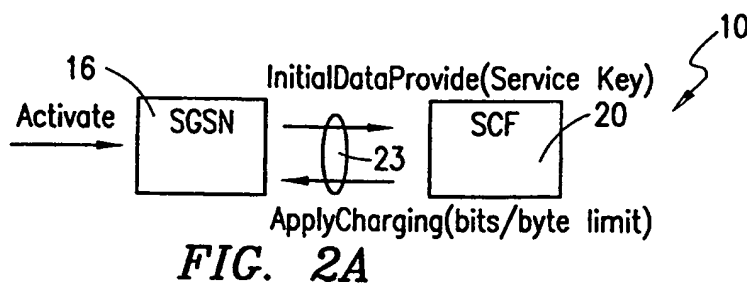 10
16
InitialDataProvide(Service Key)
Activate
SGSN
SCF
20
23
ApplyCharging(bits/byte limit)
FIG. 2A